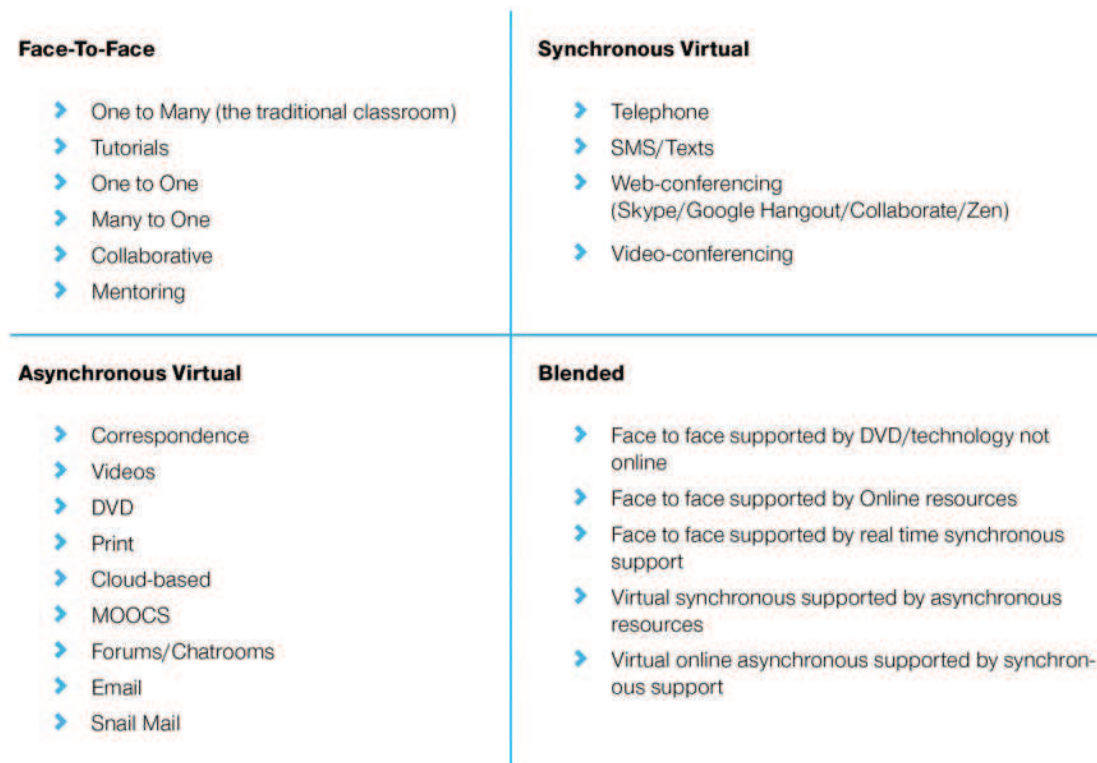 Face-To-Face
One to Many (the traditional classroom)
Tutorials
One to One
Many to One
Collaborative
Mentoring
Synchronous Virtual
Telephone
SMS/Texts
Web-conferencing
(Skype/Google Hangout/Collaborate/Zen)
Video-conferencing
Asynchronous Virtual
Correspondence
Videos
DVD
Print
Cloud-based
MOOCS
Forums/Chatrooms
Email
Snail Mail
Blended
Face to face supported by DVD/technology not
online
Face to face supported by Online resources
Face to face supported by real time synchronous
support
Virtual synchronous supported by asynchronous
resources
Virtual online asynchronous supported by synchron-
ous support